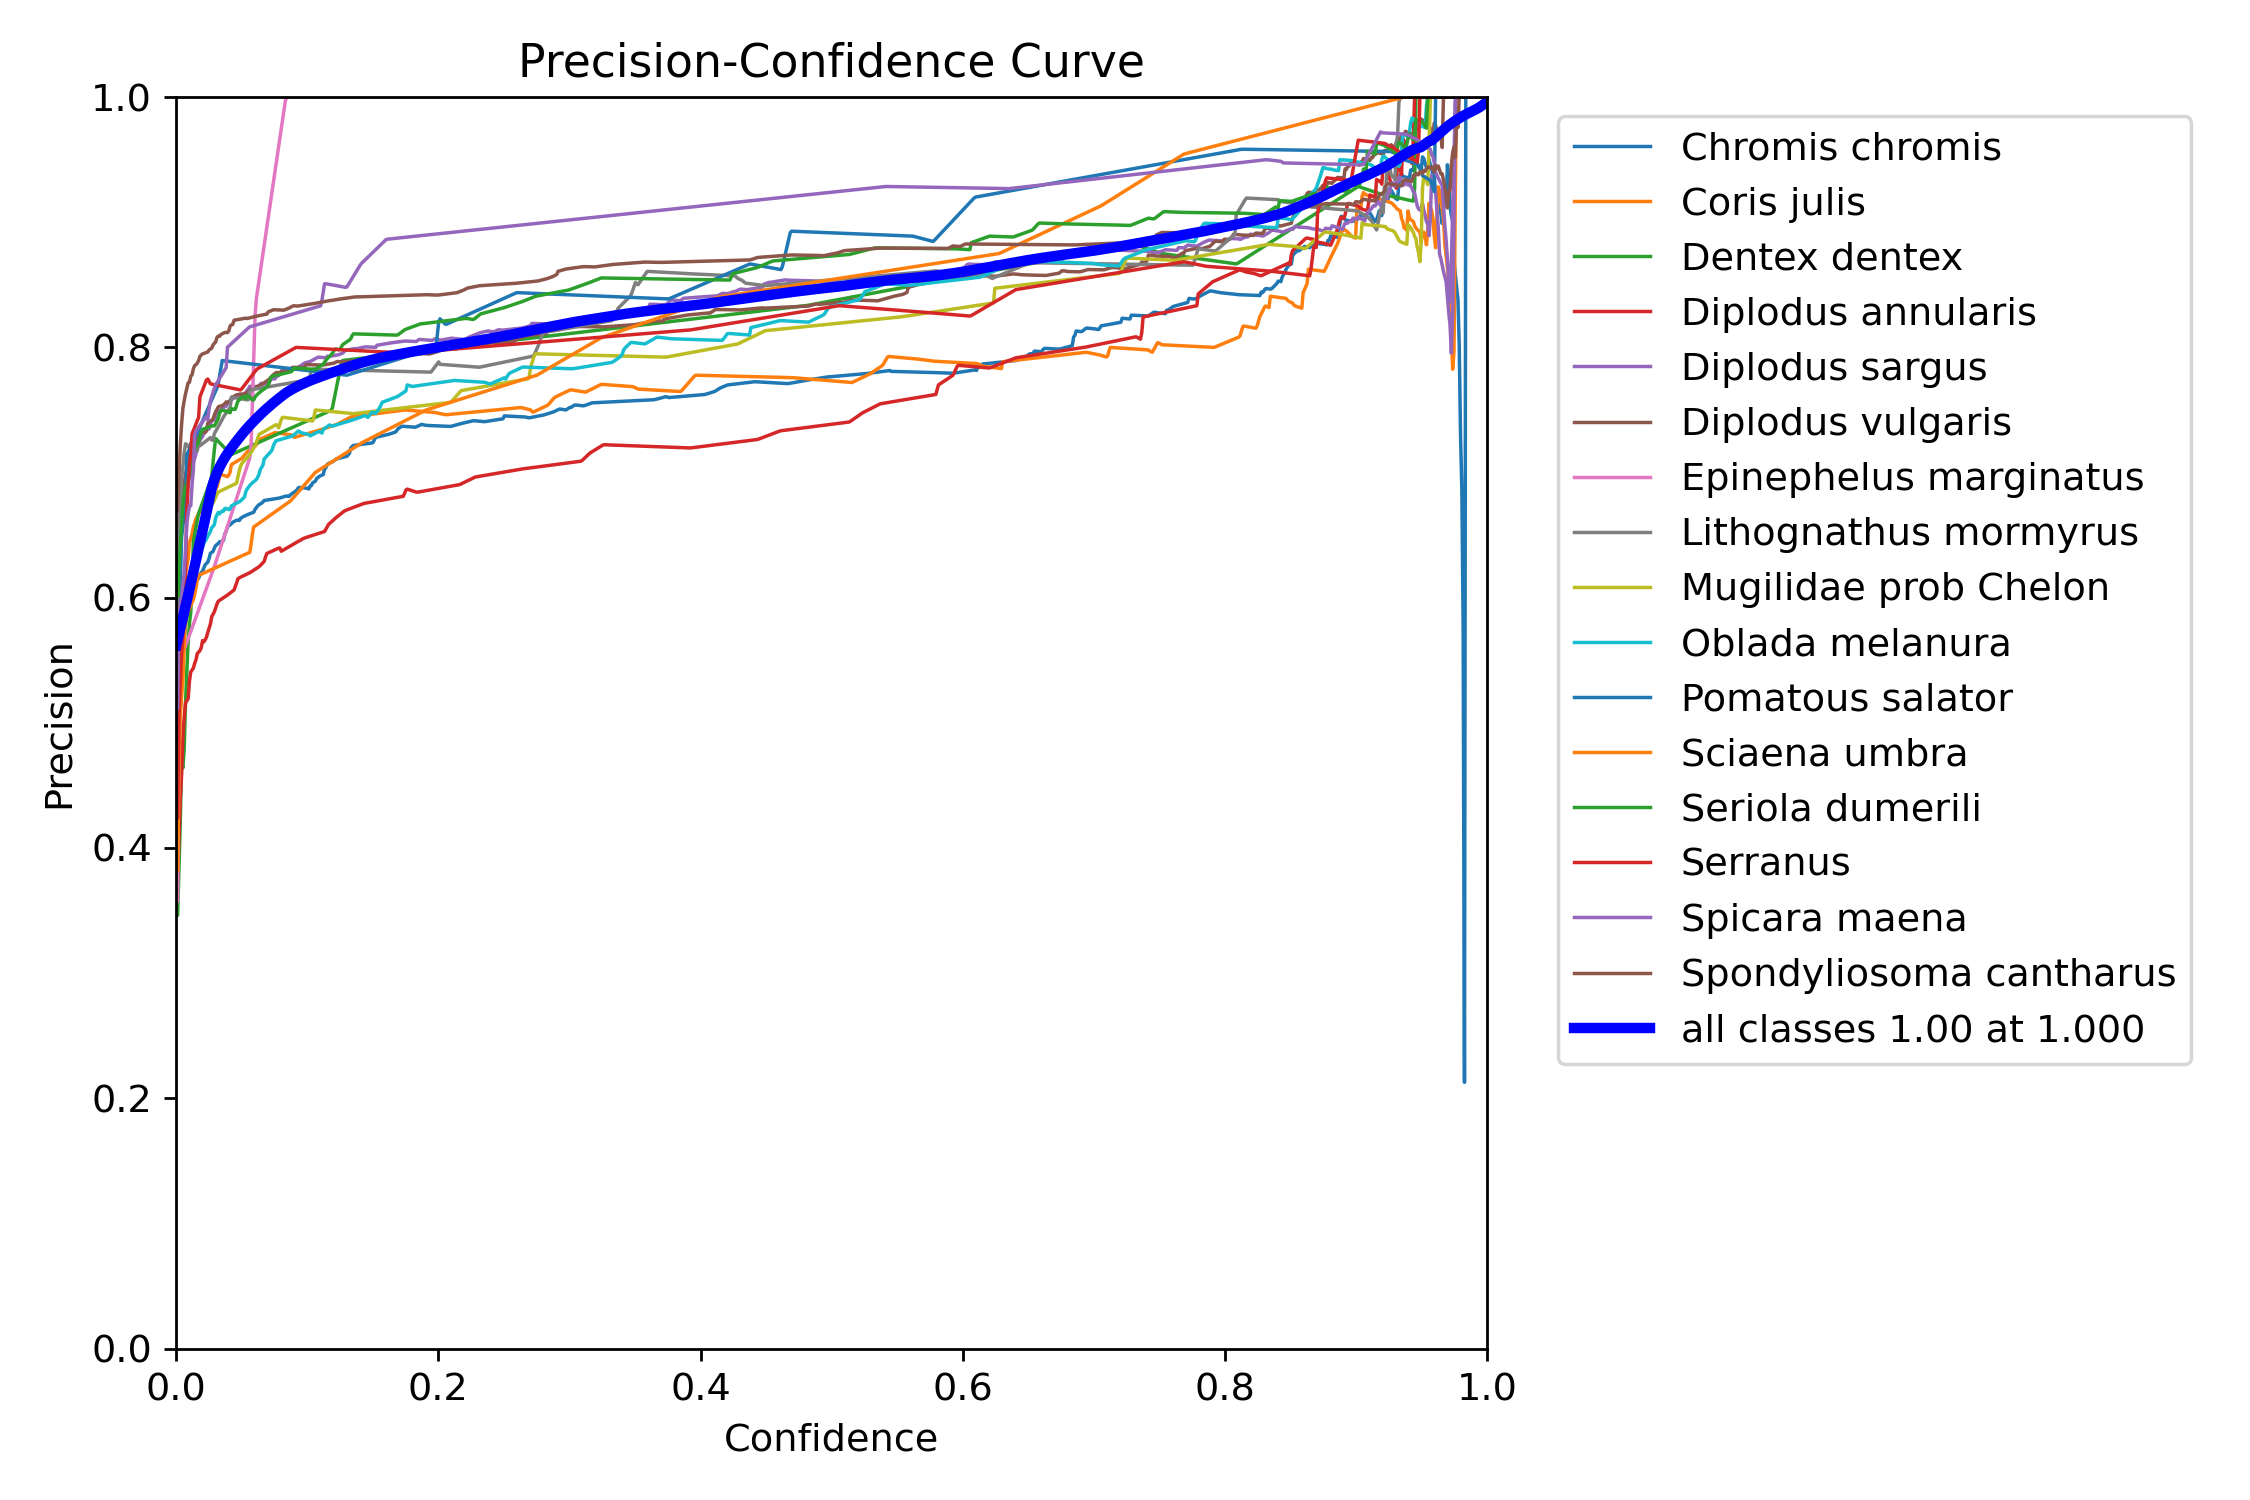 Precision-Confidence Curve
1.0
0.8
0.6
0.4
0.2
0.0
Precision
0.0 0.2 0.4 0.6 0.8 1.0
Confidence
Chromis chromis
Coris julis
Dentex dentex
Diplodus annularis
Diplodus sargus
Diplodus vulgaris
Epinephelus marginatus
Lithognathus mormyrus
Mugilidae prob Chelon
Oblada melanura
Pomatous salator
Sciaena umbra
Seriola dumerili
Serranus
Spicara maena
Spondyliosoma cantharus
all classes 1.00 at 1.000